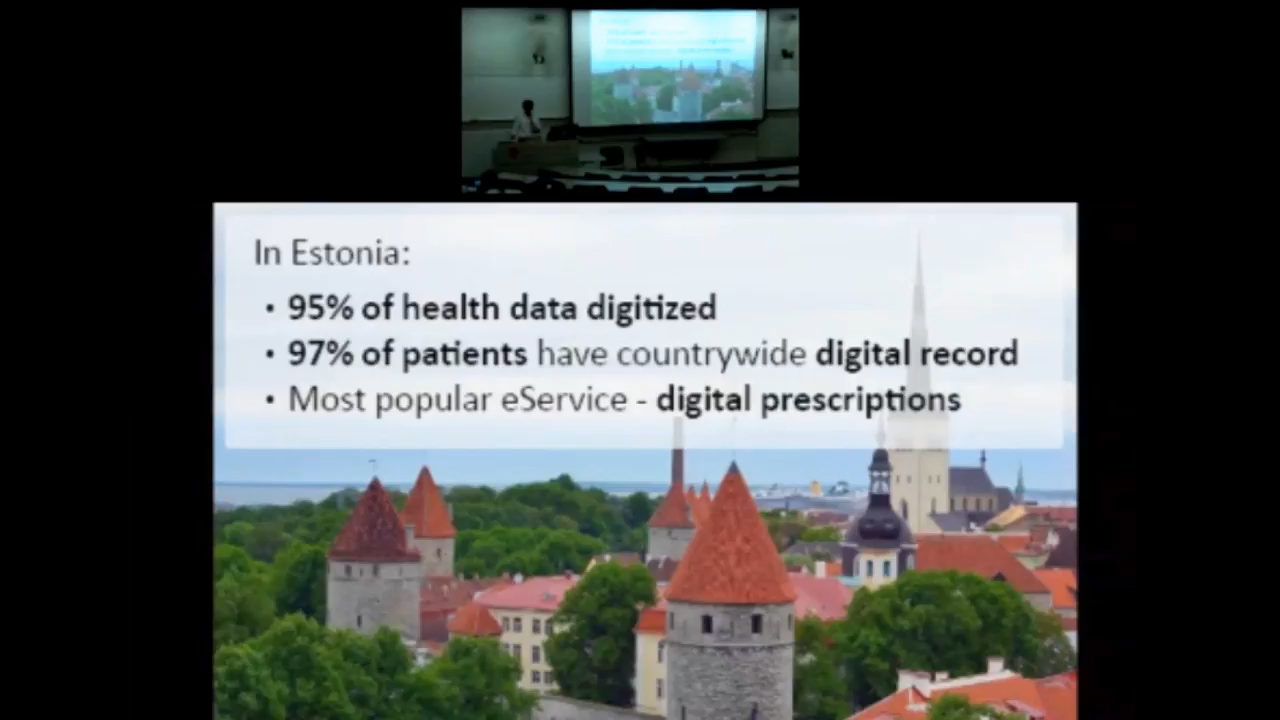 In Estonia:
• 95% of health data digitized
• 97% of patients have countrywide digital record
• Most popular eService - digital prescriptions